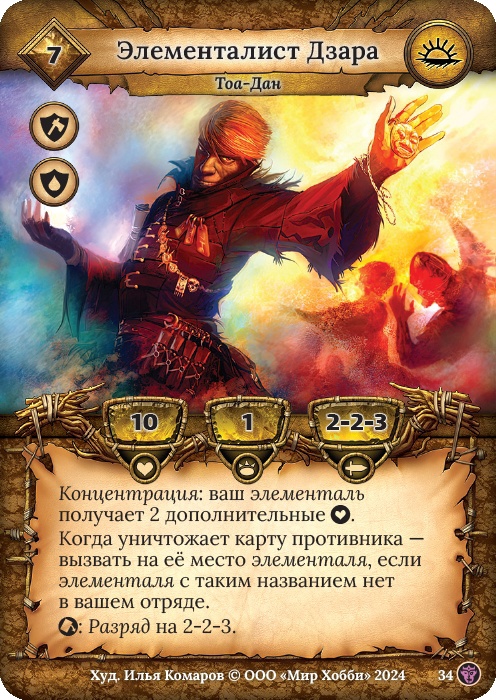 7
Элементалист Дзара
Тоа-Дан
10
1
2-2-3
Концентрация: ваш элементаль
получает 2 дополнительные .
Когда уничтожает карту противника —
вызвать на её место элементаля, если
элементаля с таким названием нет
в вашем отряде.
: Разряд на 2-2-3.
Худ. Илья Комаров © ООО «Мир Хобби» 2024
34